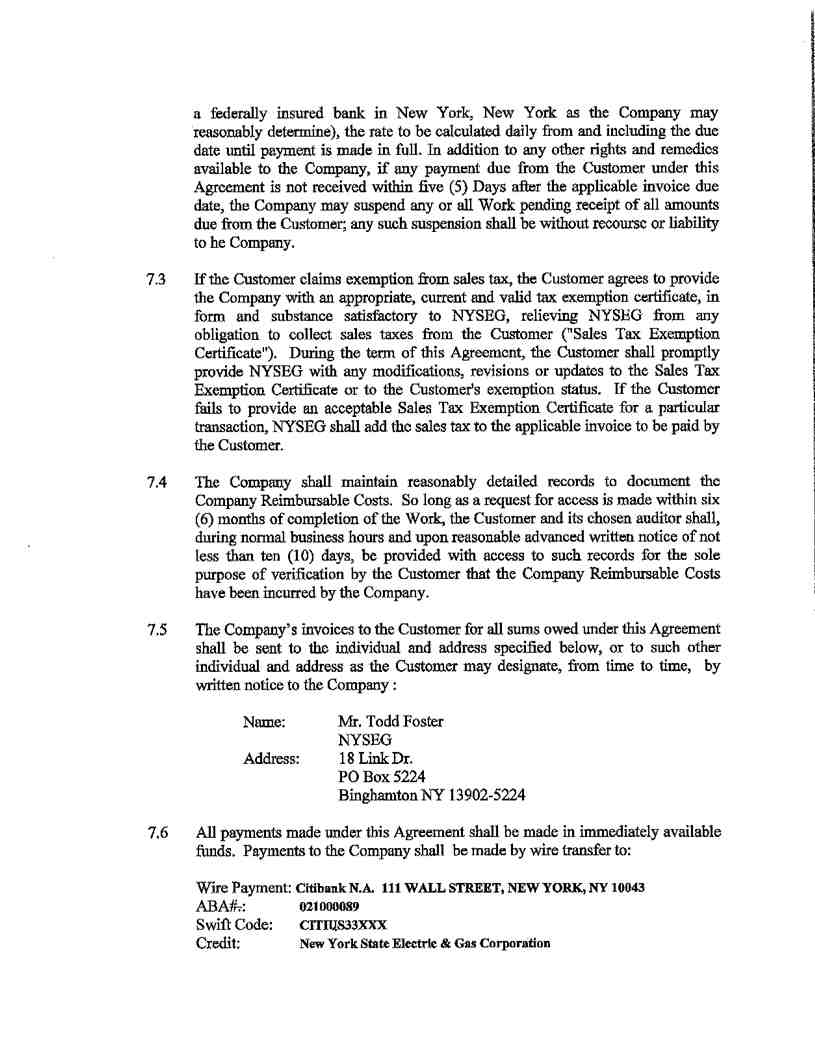 a federally insured bank in New York, New York as the Company may
reasonably determine), the rate to be calculated daily from and including the due
date until payment is made in full. In addition to any other rights and remedies
available to the Company, if any payment due from the Customer under this
Agreement is not received within five (5) Days after the applicable invoice due
date, the Company may suspend any or all Work pending receipt of all amounts
due from the Customer; any such suspension shall be without recourse or liability
to he Company.
7.3 If the Customer claims exemption from sales tax, the Customer agrees to provide
the Company with an appropriate, current and valid tax exemption certificate, in
form and substance satisfactory to NYSEG, relieving NYSEG from any
obligation to collect sales taxes from the Customer ("Sales Tax Exemption
Certificate"). During the term of this Agreement, the Customer shall promptly
provide NYSEG with any modifications, revisions or updates to the Sales Tax
Exemption Certificate or to the Customer's exemption status. If the Customer
fails to provide an acceptable Sales Tax Exemption Certificate for a particular
transaction, NYSEG shall add the sales tax to the applicable invoice to be paid by
the Customer.
7.4 The Company shall maintain reasonably detailed records to document the
Company Reimbursable Costs. So long as a request for access is made within six
(6) months of completion of the Work, the Customer and its chosen auditor shall,
during normal business hours and upon reasonable advanced written notice of not
less than ten (10) days, be provided with access to such records for the sole
purpose of verification by the Customer that the Company Reimbursable Costs
have been incurred by the Company.
7.5 The Company's invoices to the Customer for all sums owed under this Agreement
shall be sent to the individual and address specified below, or to such other
individual and address as the Customer may designate, from time to time, by
written notice to the Company :
Name: Mr. Todd Foster
NYSEG
Address: 18 Link Dr.
PO Box 5224
Binghamton NY 13902-5224
7.6 All payments made under this Agreement shall be made in immediately available
funds. Payments to the Company shall be made by wire transfer to:
Wire Payment: Citibank N.A. 111 WALL STREET, NEW YORK, NY 10043
ABA#.: 021000089
Swift Code: CITIUS33XXX
Credit: New York State Electric & Gas Corporation